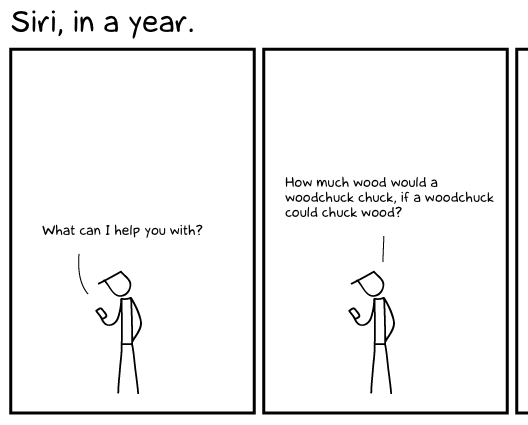 Siri, in a year.
What can I help you with?
How much wood would a
woodchuck chuck, if a woodchuck
could chuck wood?